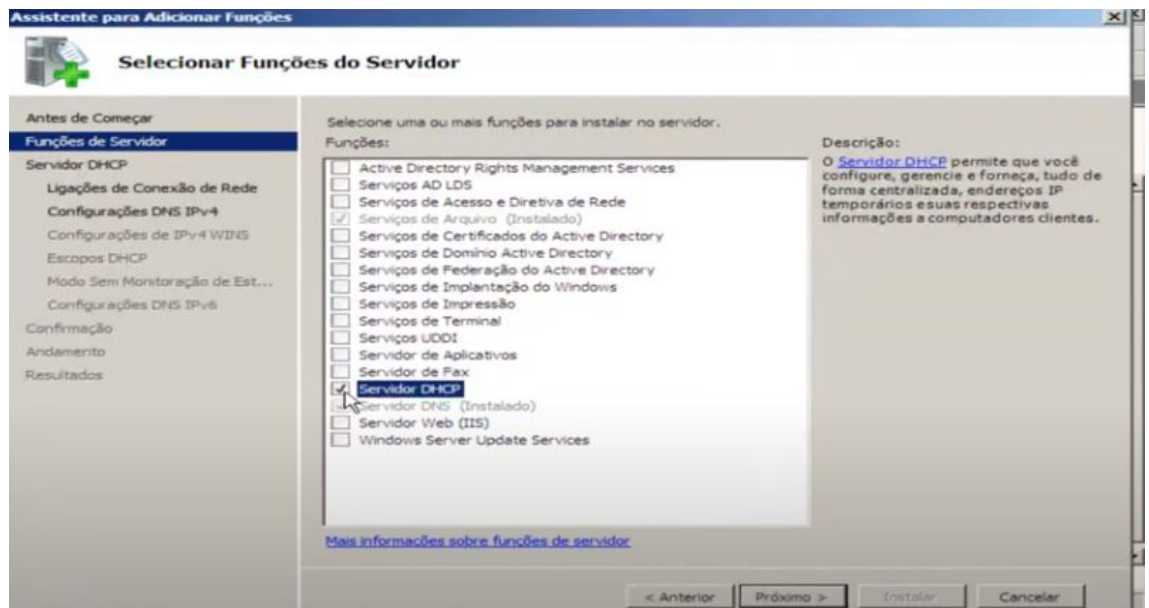 Assistente para Adicionar Funções
Selecionar Funções do Servidor
Antes de Começar
Funções de Servidor
Servidor DHCP
Ligações de Conexão de Rede
Configurações DNS IPv4
Configurações de IPv4 WINS
Escopos DHCP
Modo Sem Monitoração de Est...
Configurações DNS IPv6
Confirmação
Andamento
Resultados
Selecione uma ou mais funções para instalar no servidor.
Funções:
Active Directory Rights Management Services
Serviços AD LDS
Serviços de Acesso e Diretiva de Rede
Serviços de Arquivo (Instalado)
Serviços de Certificados do Active Directory
Serviços de Domínio Active Directory
Serviços de Federação do Active Directory
Serviços de Implantação do Windows
Serviços de Impressão
Serviços de Terminal
Serviços UDDI
Servidor de Aplicativos
Servidor de Fax
Servidor DHCP
Servidor DNS (Instalado)
Servidor Web (IIS)
Windows Server Update Services
Mais informações sobre funções de servidor
Descrição:
O Servidor DHCP permite que você
configure, gerencie e forneça, tudo de
forma centralizada, endereços IP
temporários e suas respectivas
informações a computadores clientes.
< Anterior
Próximo >
Instalar
Cancelar